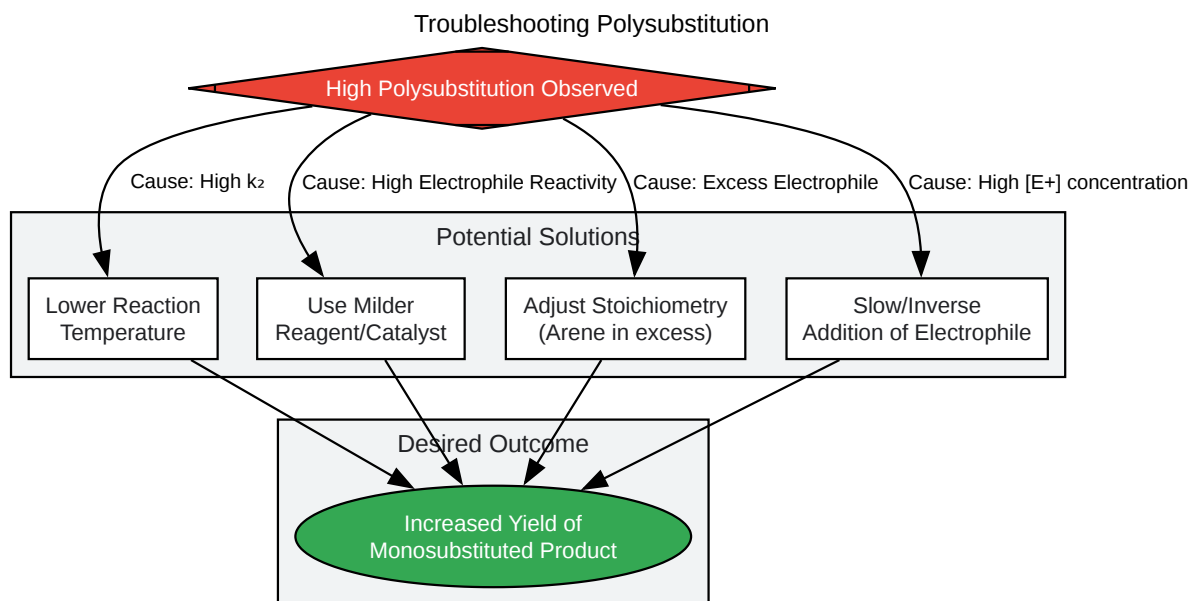 Troubleshooting Polysubstitution
High Polysubstitution Observed
Cause: High k₂
Cause: High Electrophile Reactivity
Cause: Excess Electrophile
Cause: High [E+] concentration
Potential Solutions
Lower Reaction
Temperature
Use Milder
Reagent/Catalyst
Adjust Stoichiometry
(Arene in excess)
Slow/Inverse
Addition of Electrophile
Desired Outcome
Increased Yield of
Monosubstituted Product